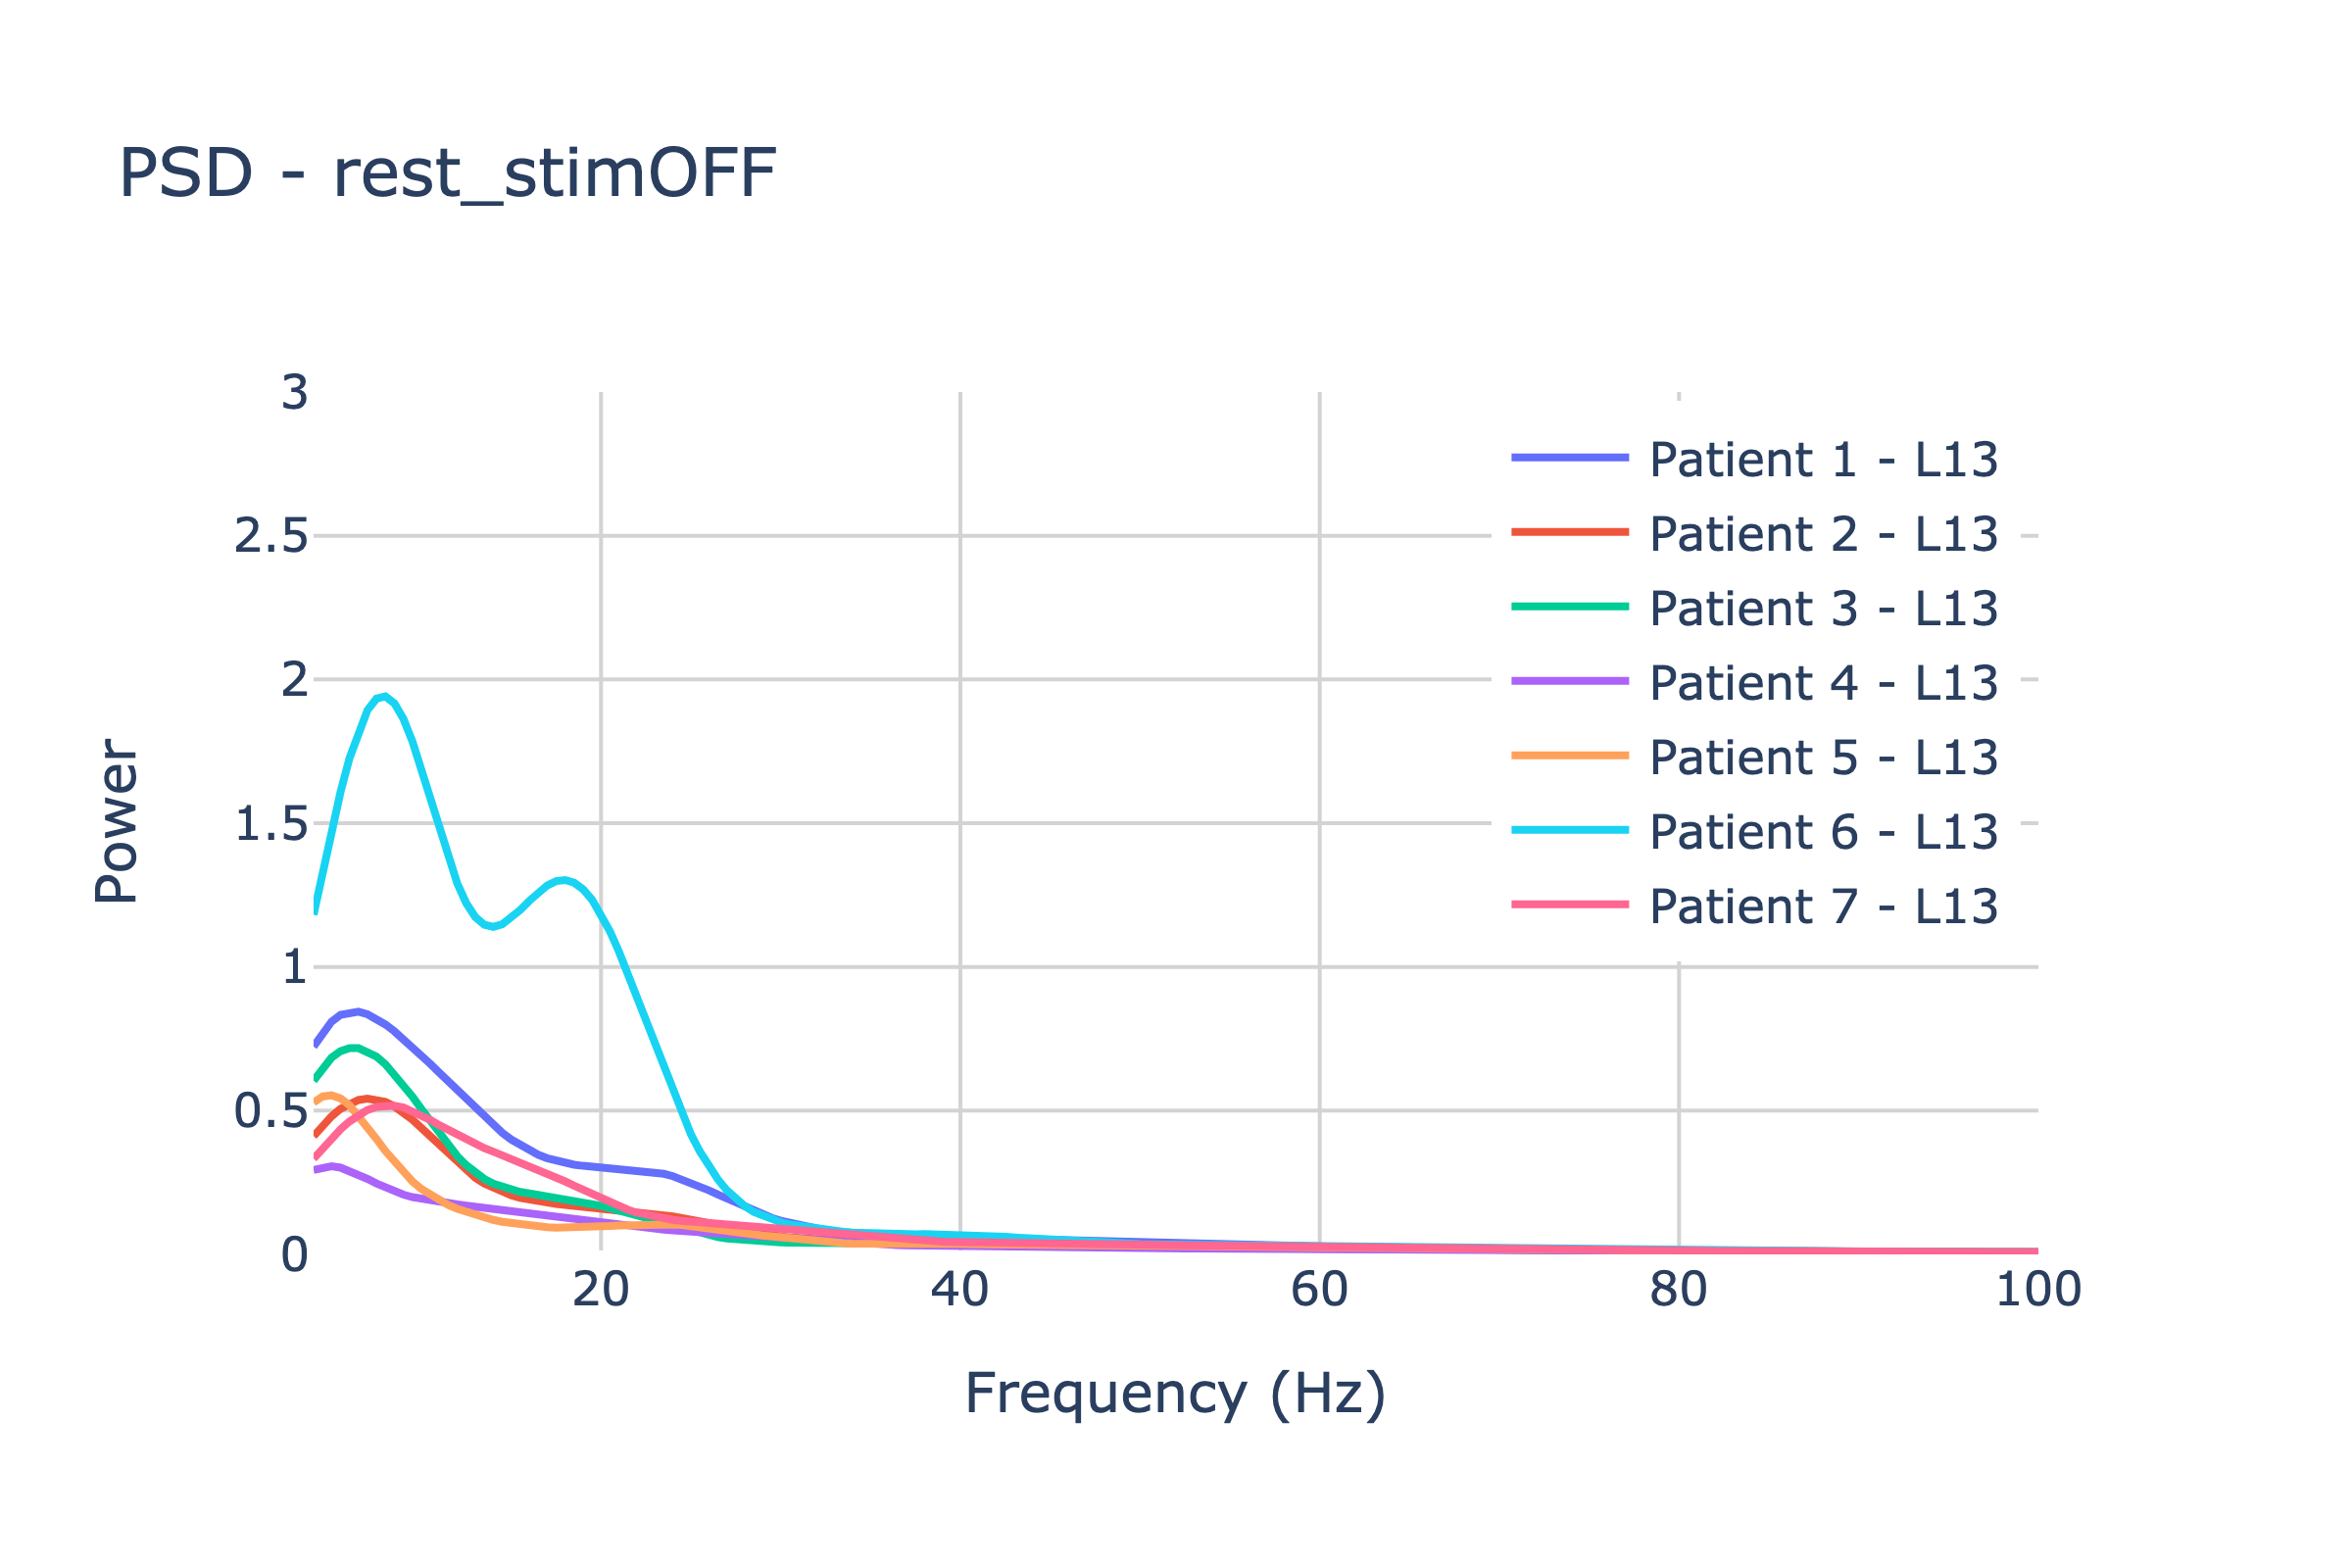 PSD - rest_stimOFF
3
2.5
2
1.5
1
0.5
0
Power
20 40 60 80 100
Frequency (Hz)
Patient 1 - L13
Patient 2 - L13
Patient 3 - L13
Patient 4 - L13
Patient 5 - L13
Patient 6 - L13
Patient 7 - L13